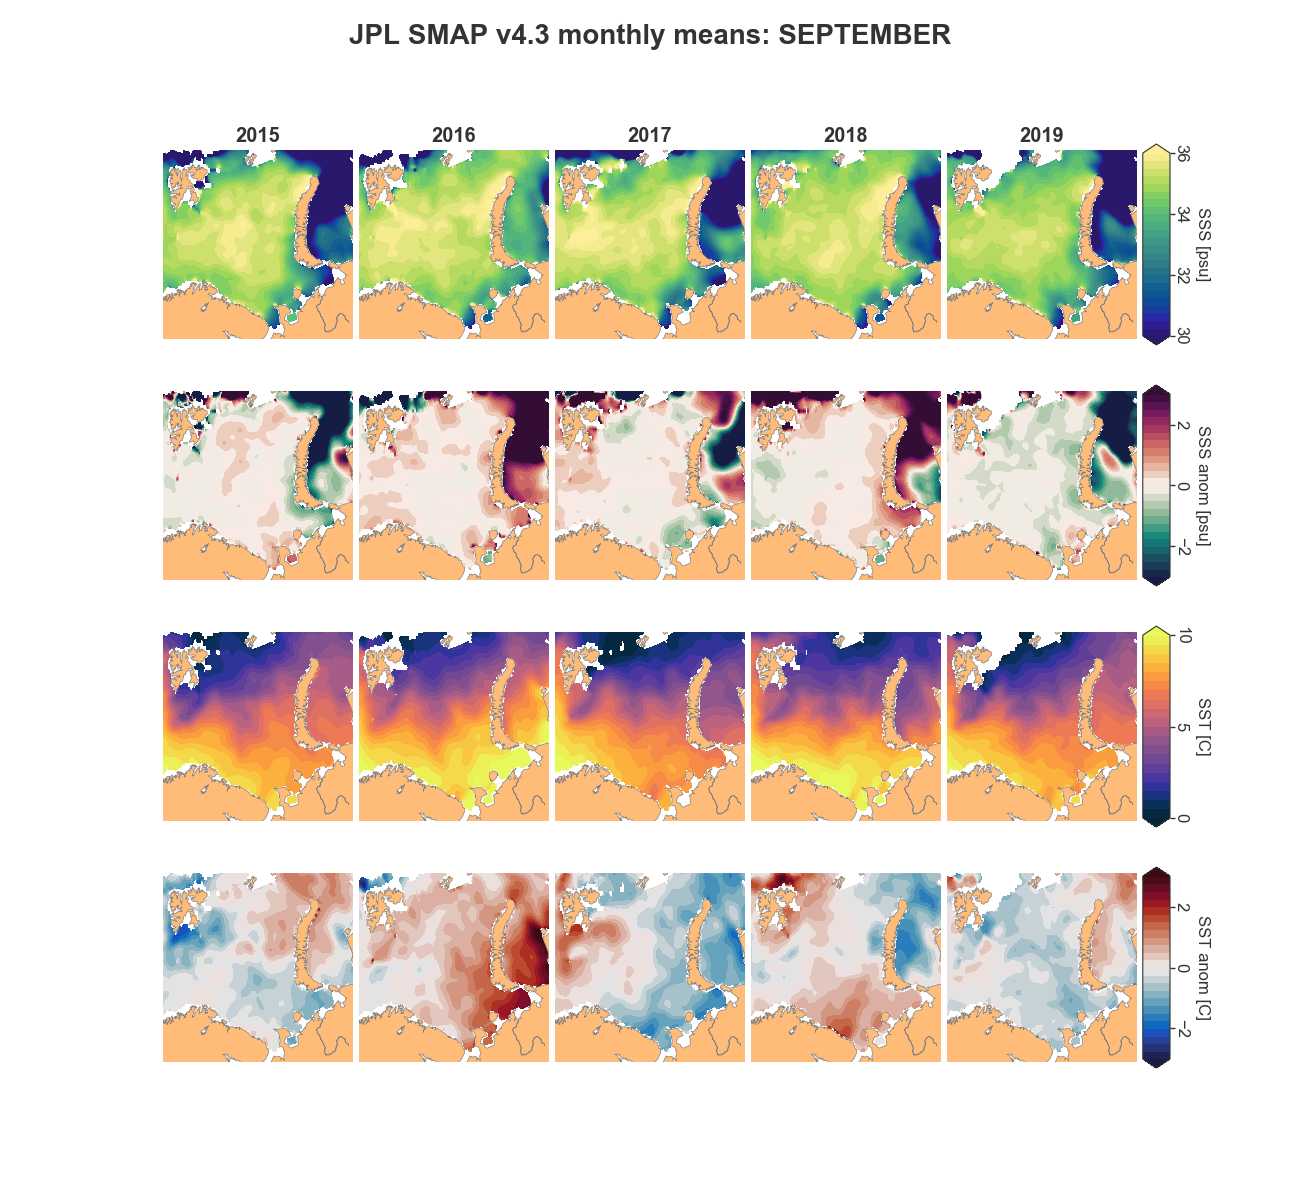 JPL SMAP v4.3 monthly means: SEPTEMBER
2015 2016 2017 2018 2019
36
34
32
30
SSS [psu]
2
0
−2
SSS anom [psu]
10
5
0
SST [C]
2
0
−2
SST anom [C]